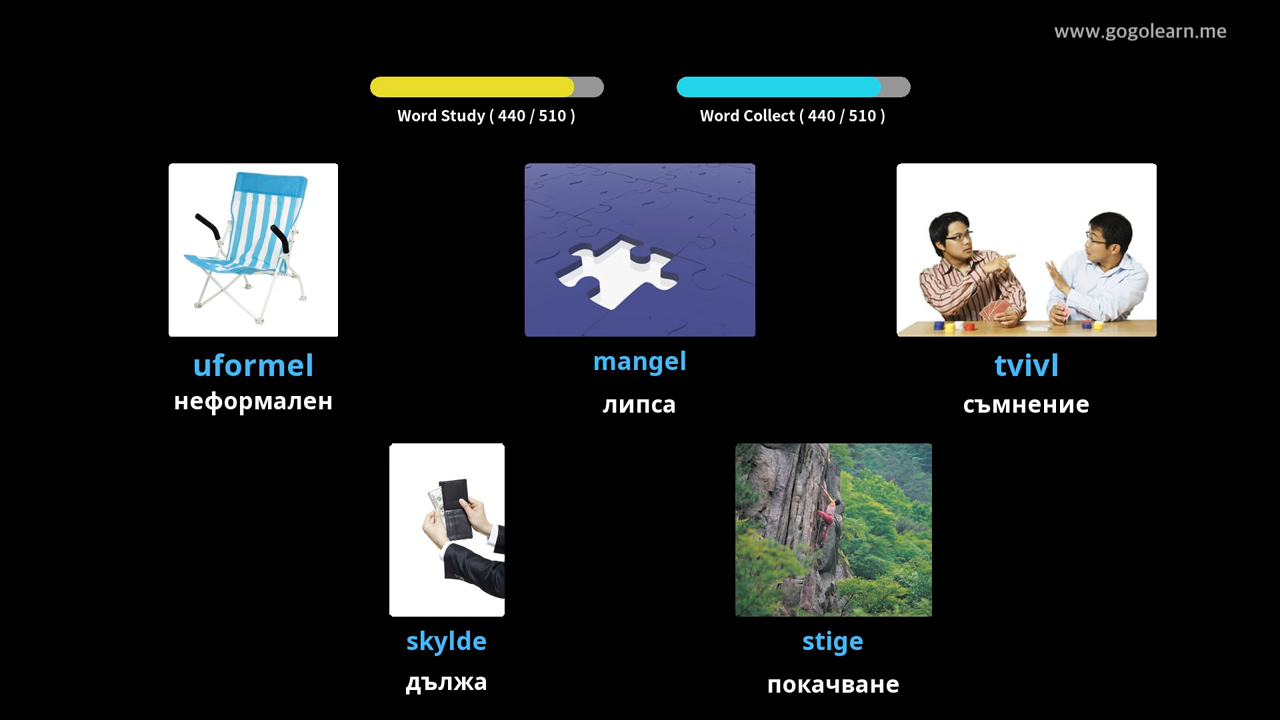 www.gogolearn.me
Word Study ( 440 / 510 )
Word Collect ( 440 / 510 )
uformel
неформален
mangel
липса
tvivl
съмнение
skylde
дължа
stige
покачване